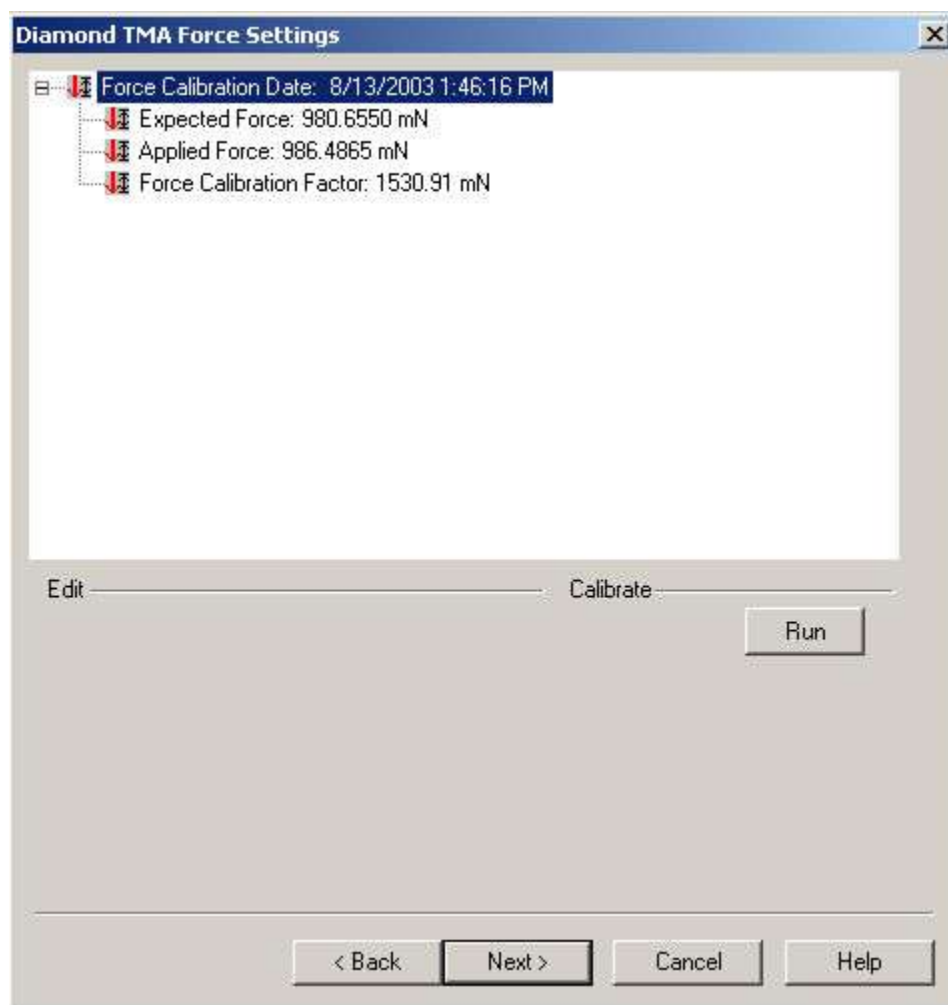 Diamond TMA Force Settings
Force Calibration Date: 8/13/2003 1:46:16 PM
Expected Force: 980.6550 mN
Applied Force: 986.4865 mN
Force Calibration Factor: 1530.91 mN
Edit
Calibrate
Run
< Back
Next >
Cancel
Help